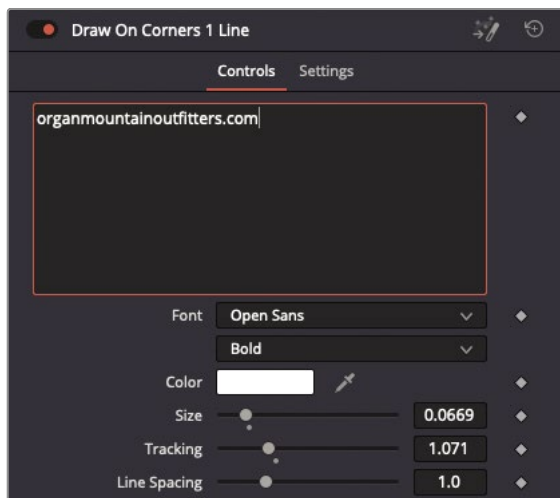 Draw On Corners 1 Line
Controls Settings
organmountainoutfitters.com
Font Open Sans
Bold
Color
Size 0.0669
Tracking 1.071
Line Spacing 1.0